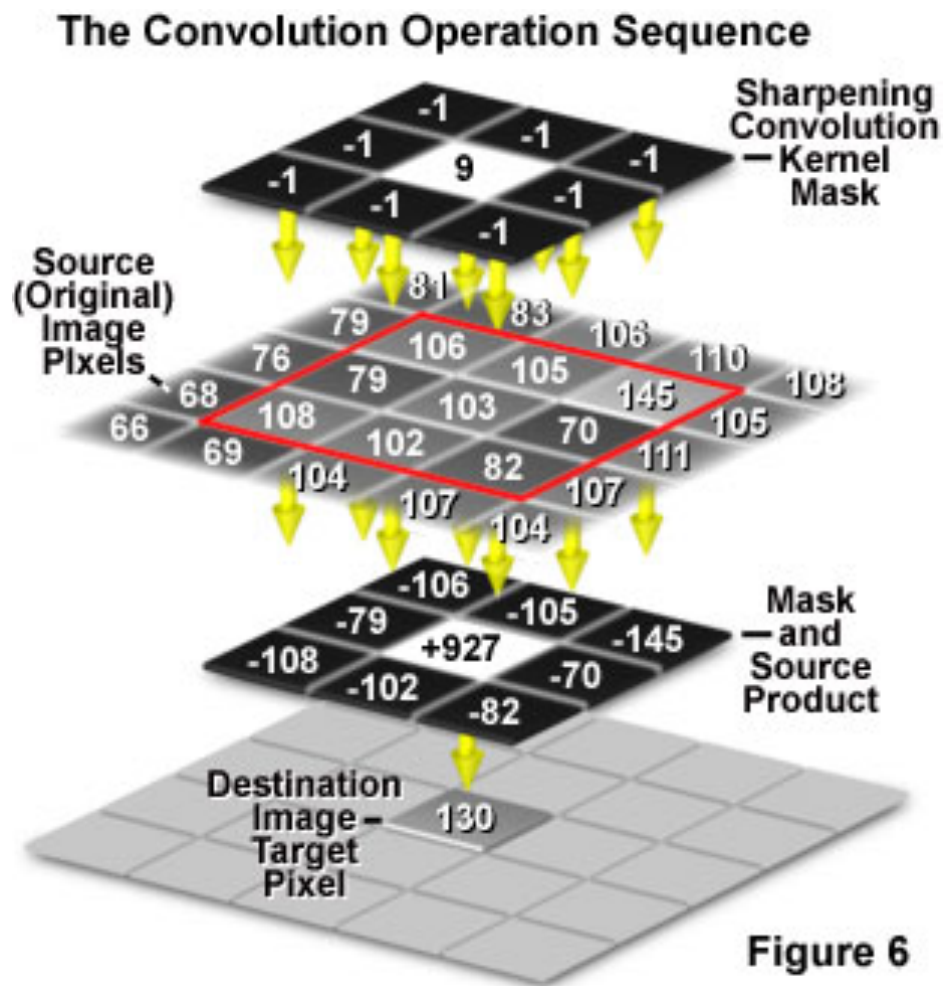 The Convolution Operation Sequence
Sharpening
Convolution
Kernel
Mask
-1 -1 -1
-1 9 -1
-1 -1 -1
Source
(Original)
Image
PIxels
81 83 106 110 108
79 106 105 145 105
76 79 103 70 111
68 108 102 82 107
66 69 104 107 104
Mask
and
Source
Product
-106 -105 -145
-79 +927 -70
-108 -102 -82
Destination
Image
Target
Pixel
130
Figure 6